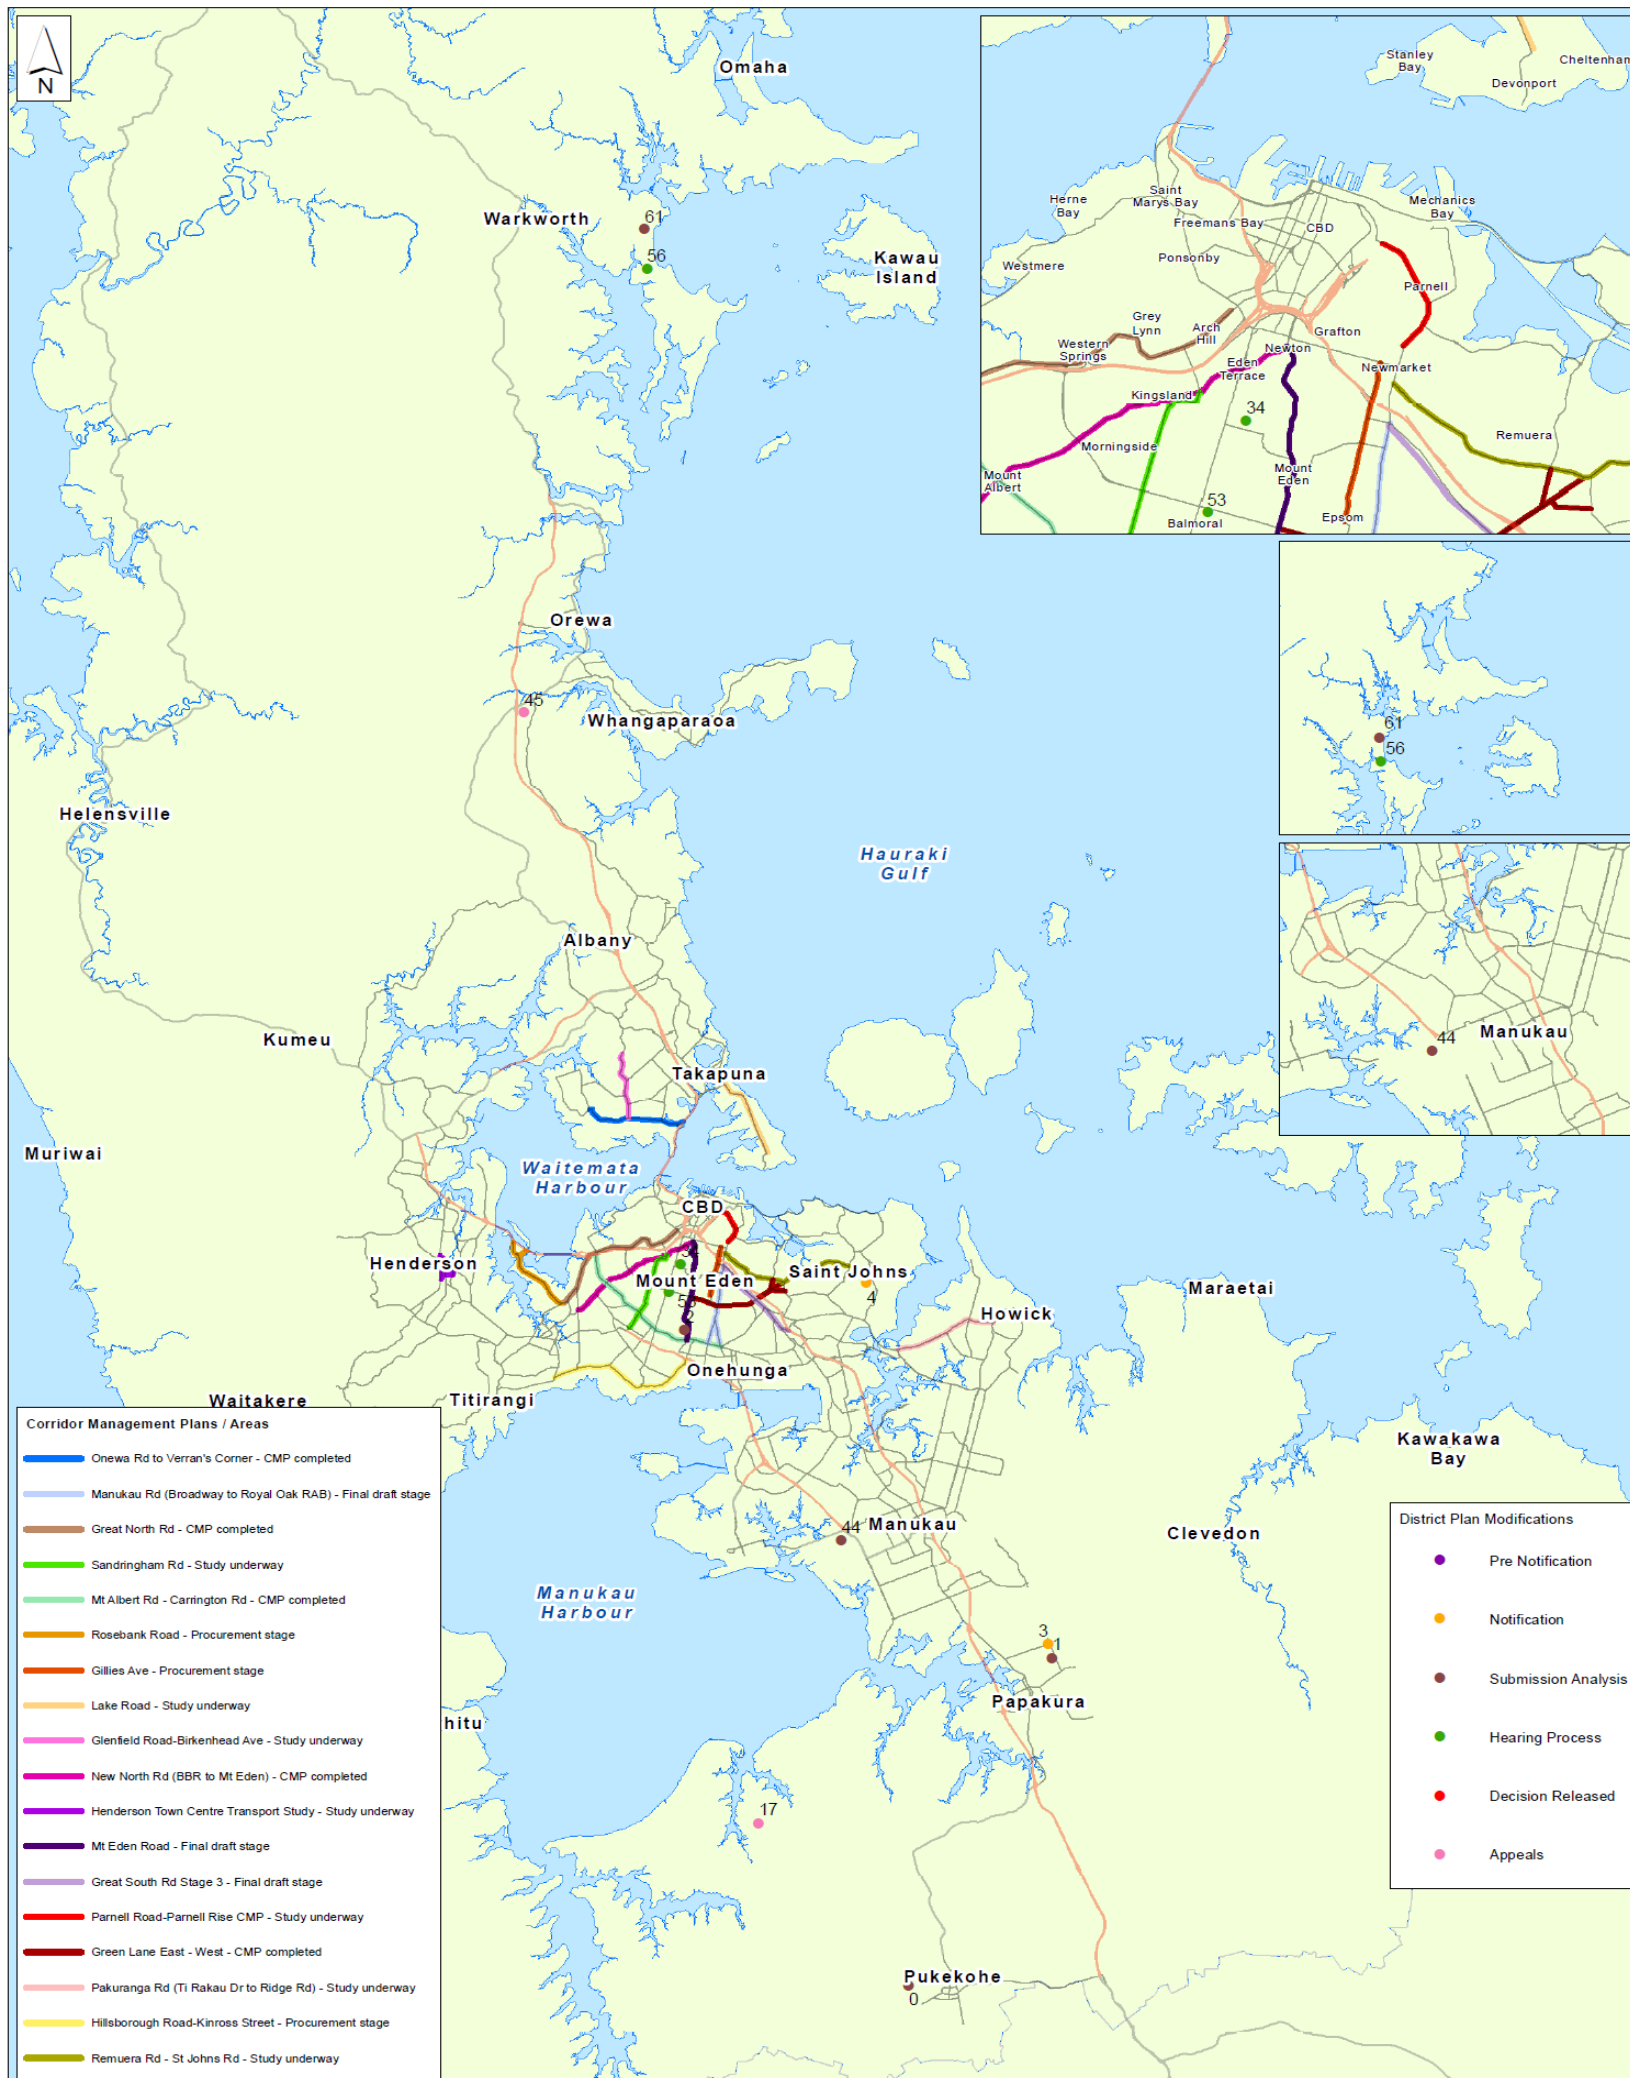 N
Omaha
Warkworth
61
56
Kawau
Island
Orewa
45
Whangaparaoa
Helensville
Hauraki
Gulf
Albany
Kumeu
Takapuna
Muriwai
Waitemata
Harbour
CBD
Henderson
34
Mount Eden
Saint Johns
53
4
2
Maraetai
Howick
Onehunga
Waitakere
Titirangi
Kawakawa
Bay
44
Manukau
Clevedon
Manukau
Harbour
3
1
Papakura
hitu
17
Pukekohe
0
Stanley
Bay
Cheltenham
Devonport
Herne
Bay
Saint
Marys Bay
Mechanics
Bay
Freemans Bay
CBD
Ponsonby
Westmere
Parnell
Grey
Lynn
Arch
Hill
Grafton
Western
Springs
Newton
Eden
Terrace
Newmarket
Kingsland
34
Remuera
Morningside
Mount
Albert
Mount
Eden
53
Balmoral
Epsom
61
56
Manukau
44
Corridor Management Plans / Areas
Onewa Rd to Verran's Corner - CMP completed
Manukau Rd (Broadway to Royal Oak RAB) - Final draft stage
Great North Rd - CMP completed
Sandringham Rd - Study underway
Mt Albert Rd - Carrington Rd - CMP completed
Rosebank Road - Procurement stage
Gillies Ave - Procurement stage
Lake Road - Study underway
Glenfield Road-Birkenhead Ave - Study underway
New North Rd (BBR to Mt Eden) - CMP completed
Henderson Town Centre Transport Study - Study underway
Mt Eden Road - Final draft stage
Great South Rd Stage 3 - Final draft stage
Parnell Road-Parnell Rise CMP - Study underway
Green Lane East - West - CMP completed
Pakuranga Rd (Ti Rakau Dr to Ridge Rd) - Study underway
Hillsborough Road-Kinross Street - Procurement stage
Remuera Rd - St Johns Rd - Study underway
District Plan Modifications
Pre Notification
Notification
Submission Analysis
Hearing Process
Decision Released
Appeals